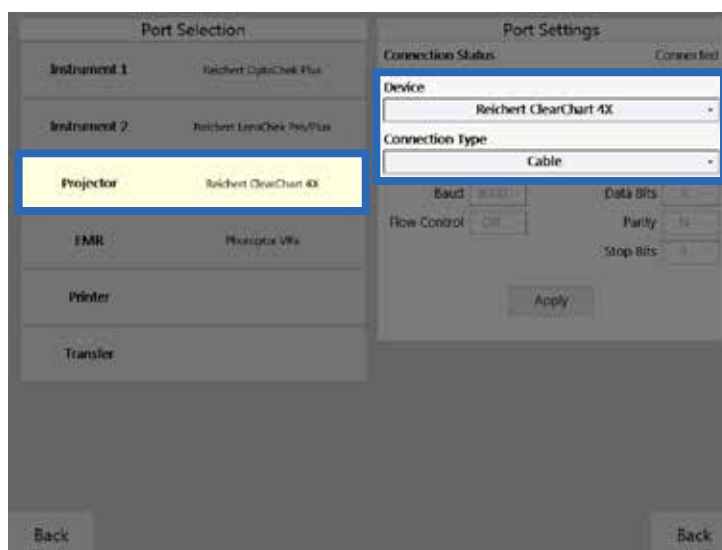 Port Selection
Instrument 1 Reichert OptoChek Plus
Instrument 2 Reichert LensChek Pro/Plus
Projector Reichert ClearChart 4X
EMR Phoroptor VRx
Printer
Transfer
Port Settings
Connection Status Connected
Device
Reichert ClearChart 4X
Connection Type
Cable
Baud Data Bits
Flow Control Off Parity N
Stop Bits
Apply
Back Back